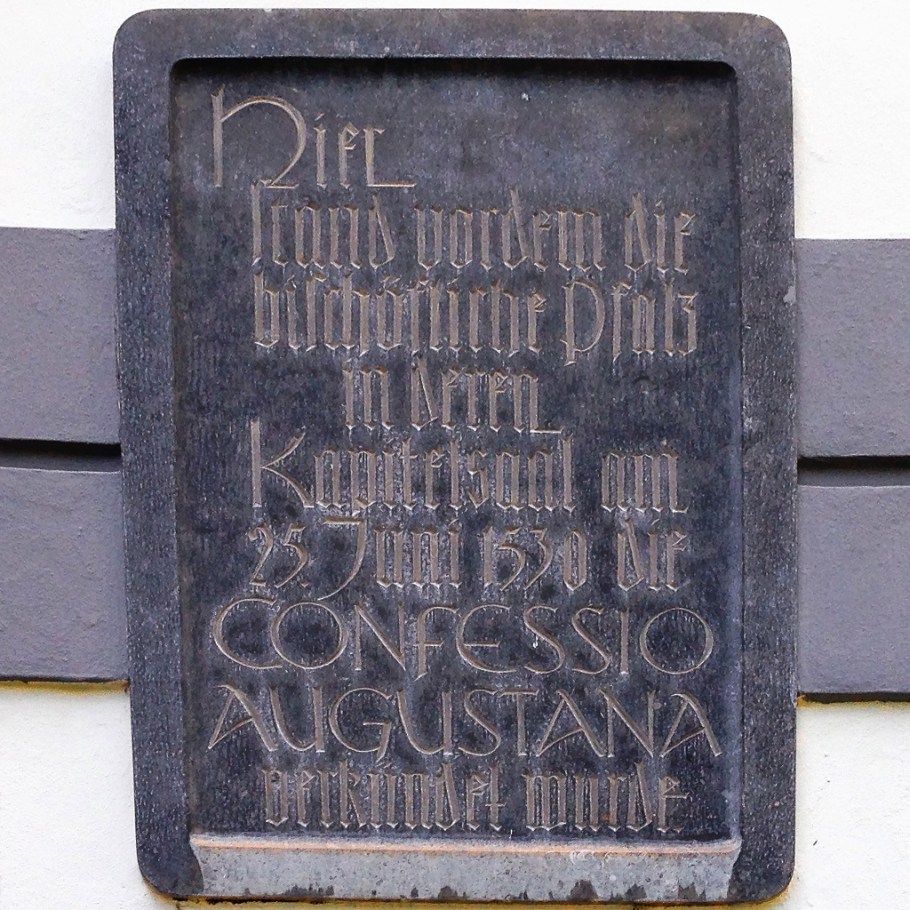 Hier
stand vordem die
bischöfliche Pfalz
in deren
Kapitelsaal am
25. Juni 1530 die
CONFESSIO
AUGUSTANA
verkündet wurde